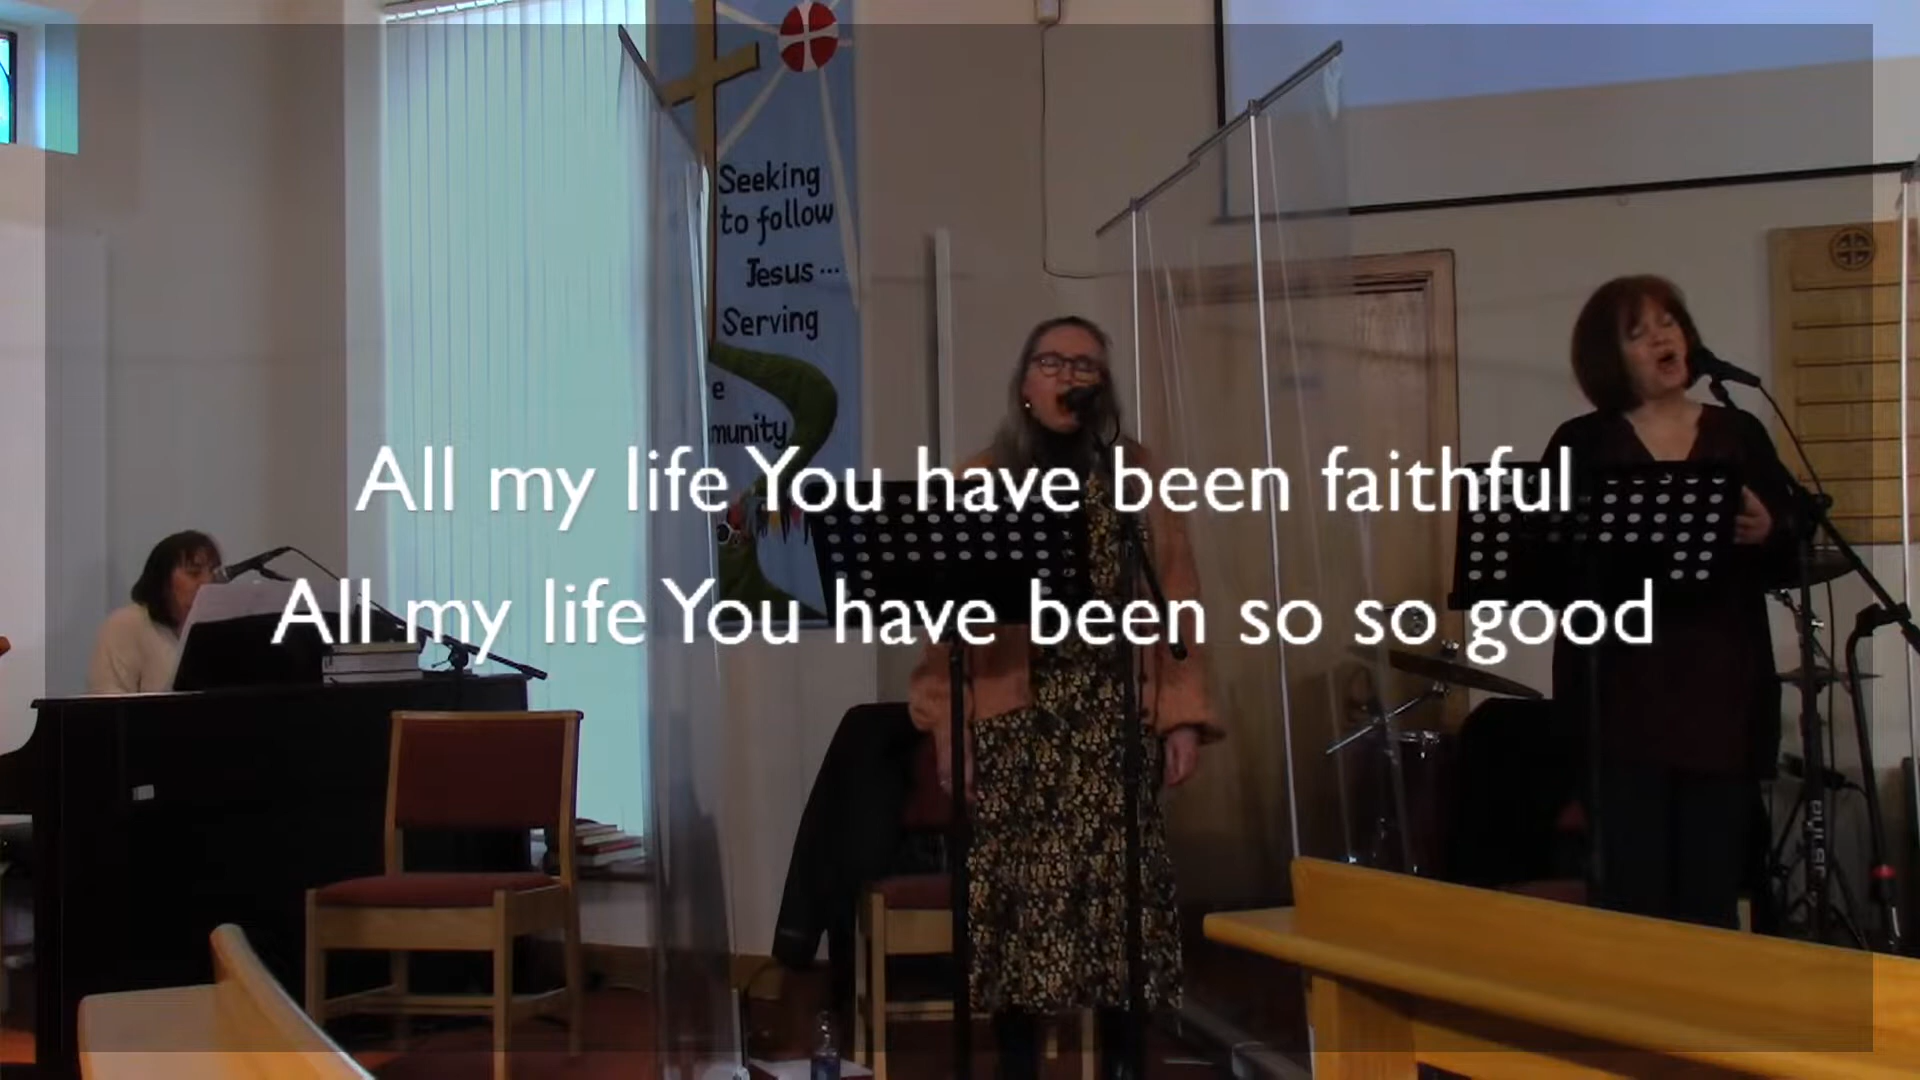 Seeking
to follow
Jesus...
Serving
All my life You have been faithful
All my life You have been so so good